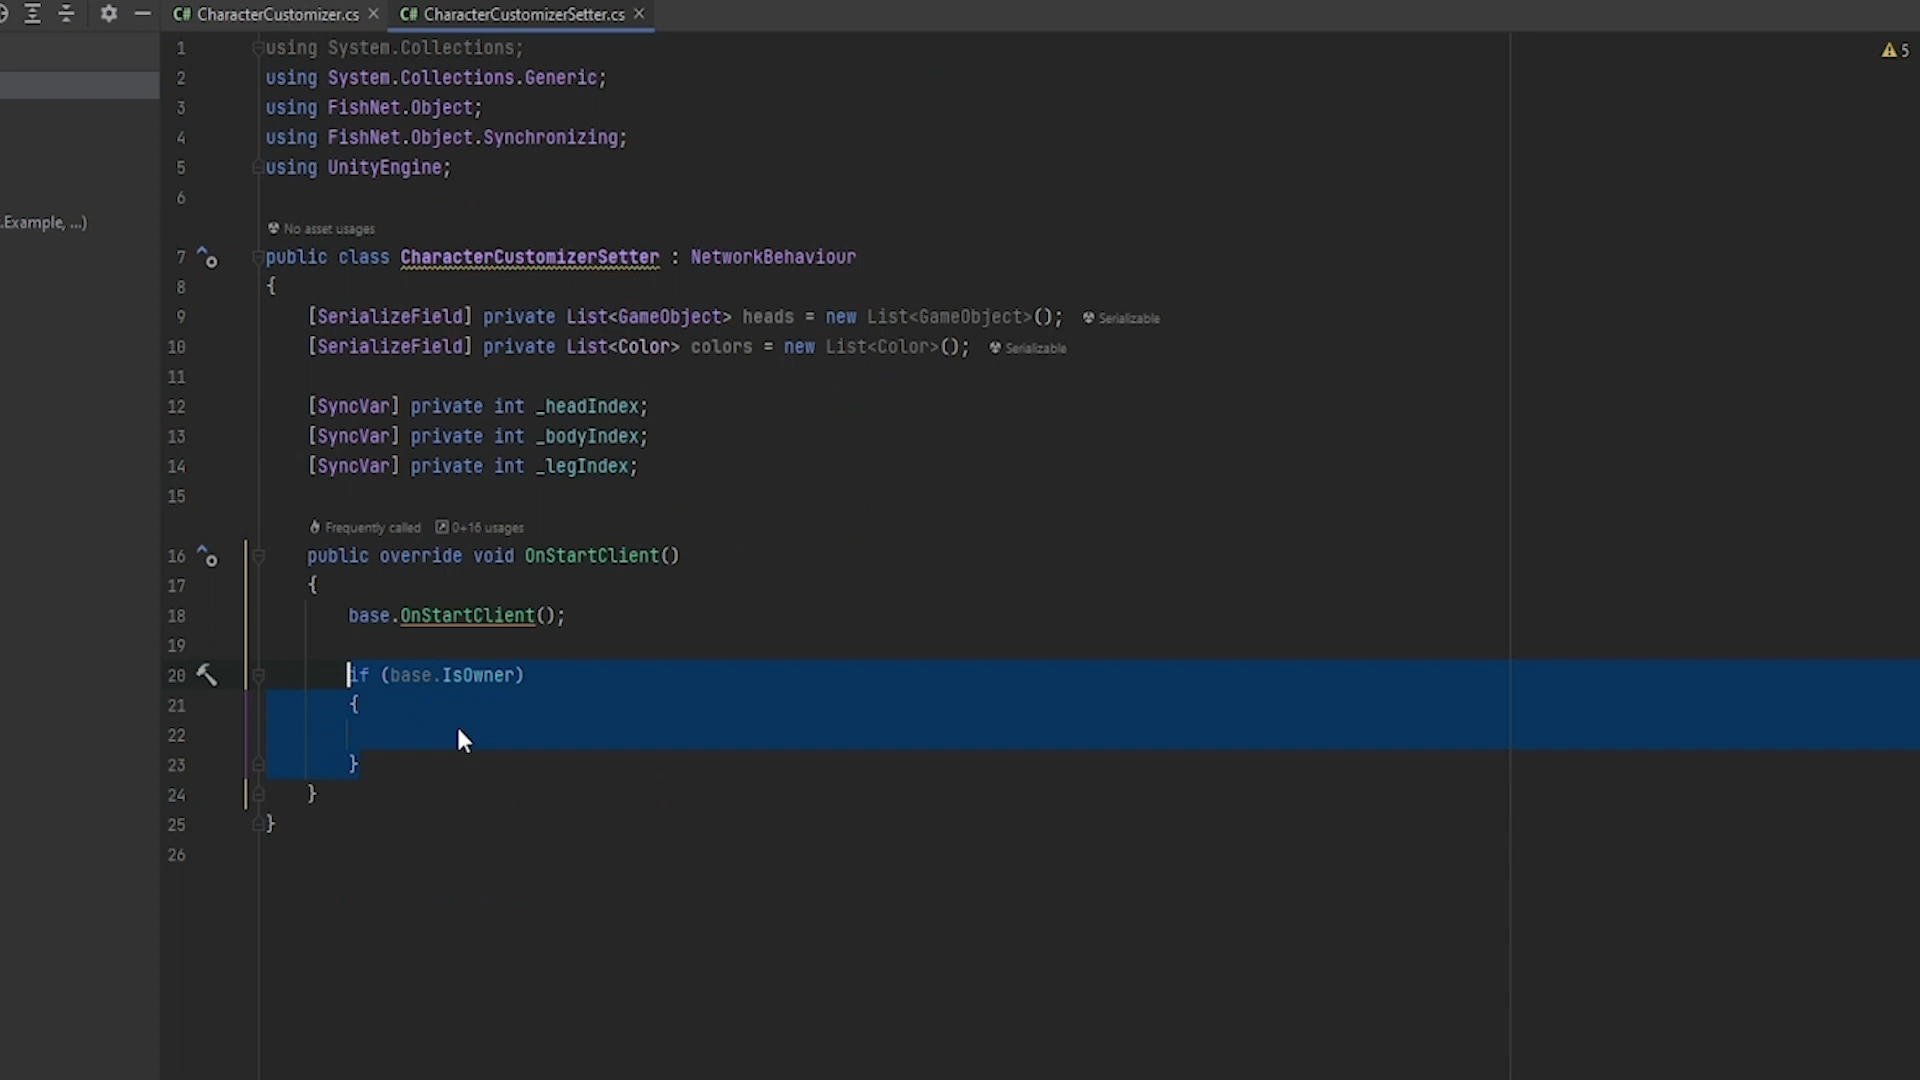 C# CharacterCustomizer.cs ×
C# CharacterCustomizerSetter.cs ×
5
.Example, ...)
1 using System.Collections;
2 using System.Collections.Generic;
3 using FishNet.Object;
4 using FishNet.Object.Synchronizing;
5 using UnityEngine;
6
No asset usages
7 public class CharacterCustomizerSetter : NetworkBehaviour
8 {
9 [SerializeField] private List<GameObject> heads = new List<GameObject>(); Serializable
10 [SerializeField] private List<Color> colors = new List<Color>(); Serializable
11
12 [SyncVar] private int _headIndex;
13 [SyncVar] private int _bodyIndex;
14 [SyncVar] private int _legIndex;
15
Frequently called 0+16 usages
16 public override void OnStartClient()
17 {
18 base.OnStartClient();
19
20 if (base.IsOwner)
21 {
22
23 }
24 }
25 }
26